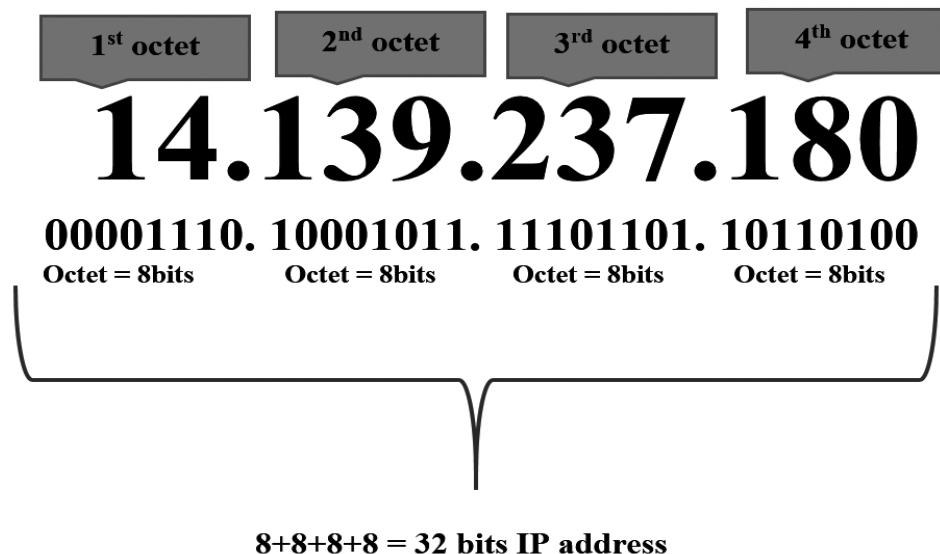 1st octet 2nd octet 3rd octet 4th octet
14.139.237.180
00001110. 10001011. 11101101. 10110100
Octet = 8bits Octet = 8bits Octet = 8bits Octet = 8bits
8+8+8+8 = 32 bits IP address